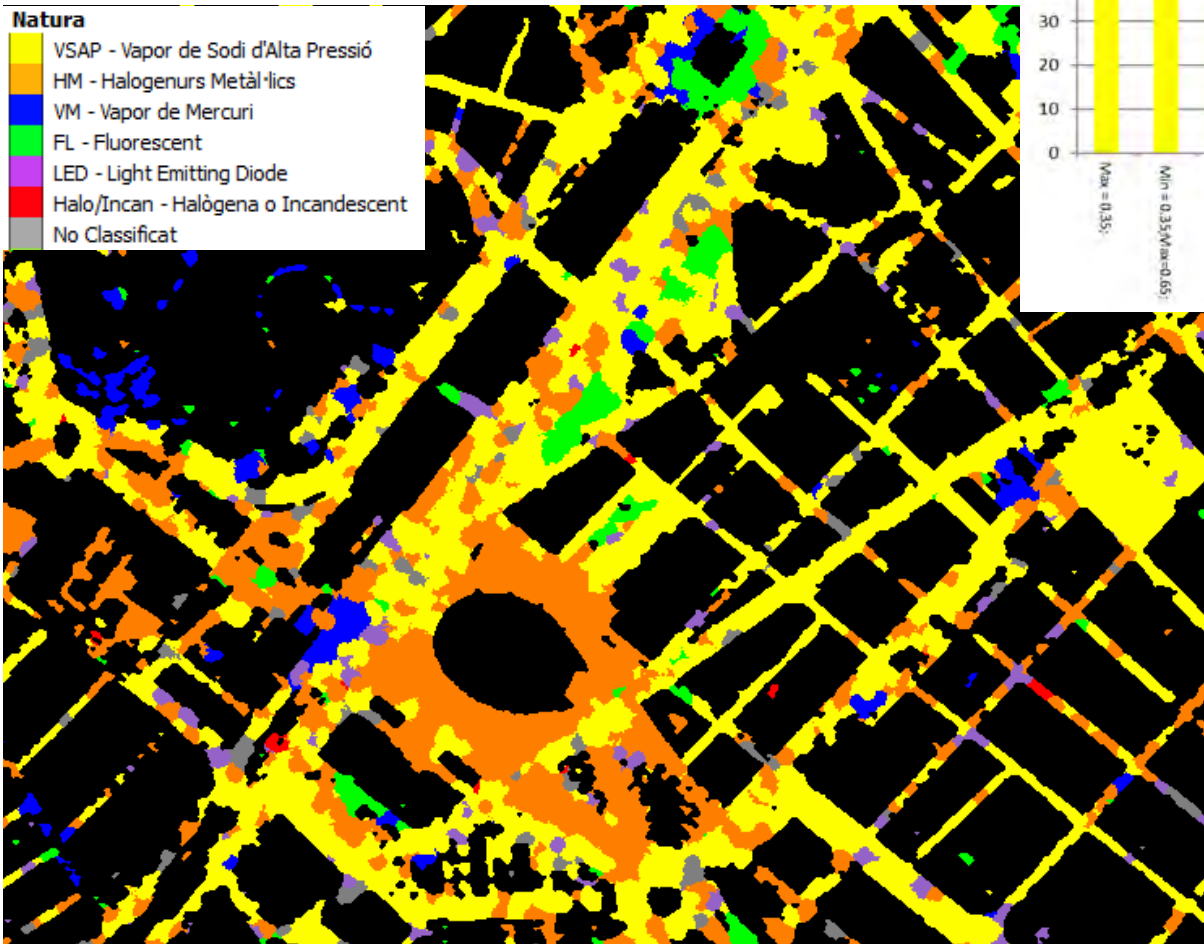 Natura
VSAP - Vapor de Sodi d'Alta Pressió
HM - Halogenurs Metàl·lics
VM - Vapor de Mercuri
FL - Fluorescent
LED - Light Emitting Diode
Halo/Incan - Halògena o Incandescent
No Classificat
30
20
10
0
Max = 0,35;
Min = 0,35;Max=0,65;